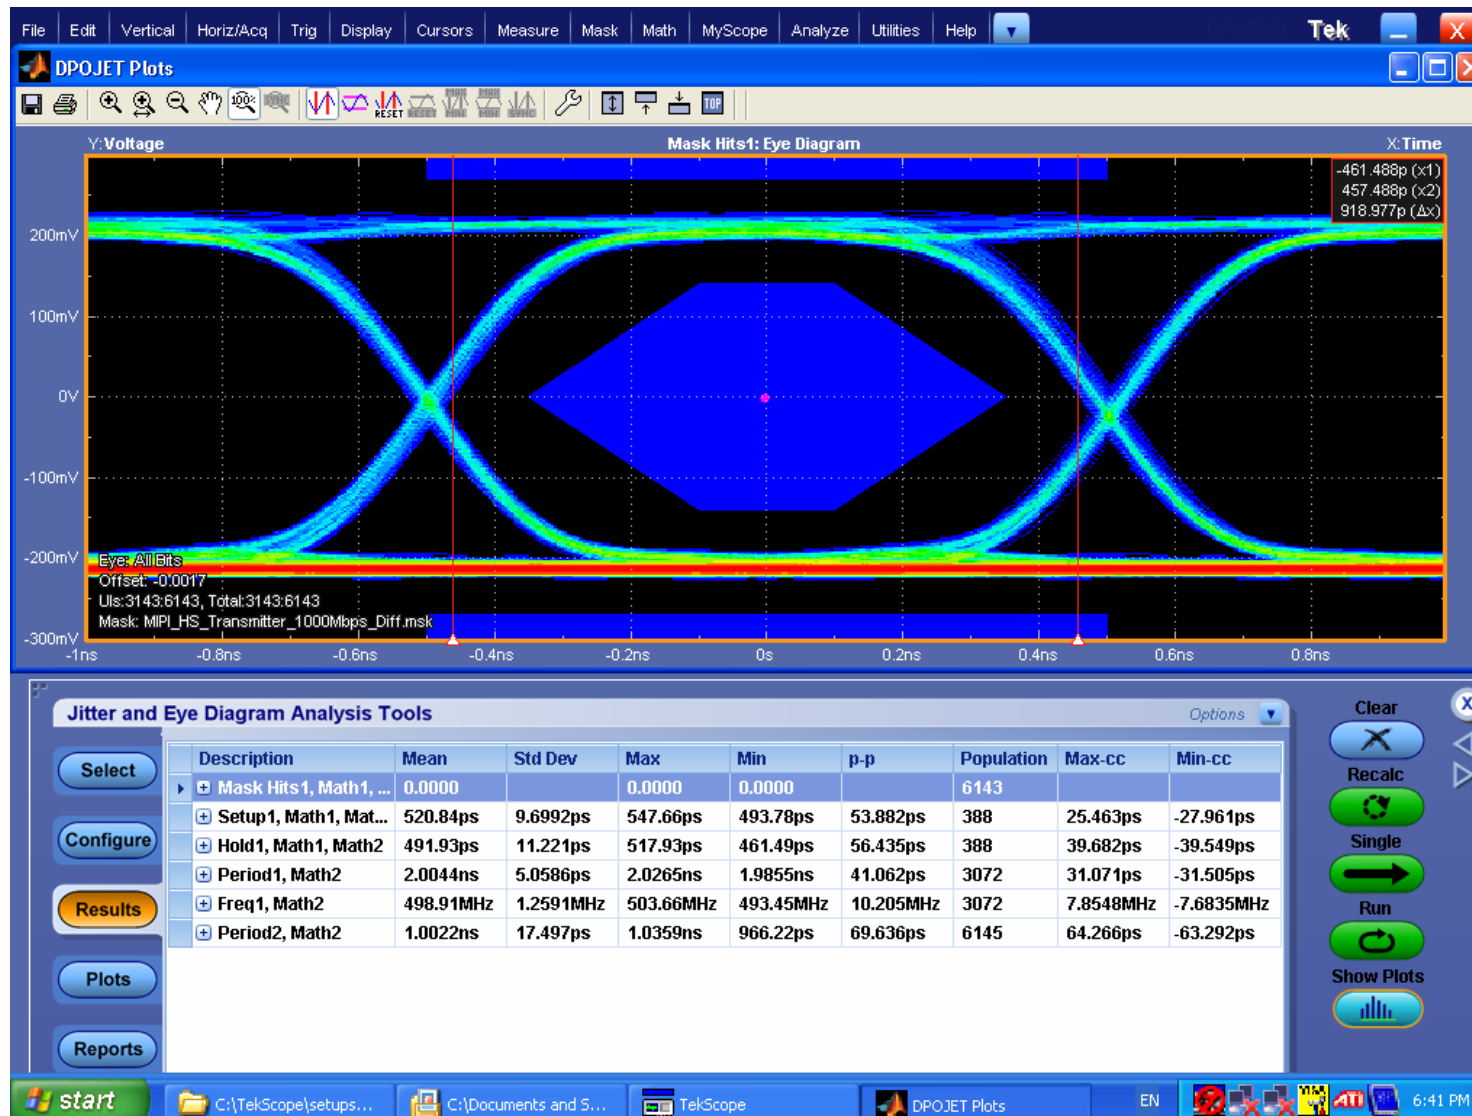 File Edit Vertical Horiz/Acq Trig Display Cursors Measure Mask Math MyScope Analyze Utilities Help Tek
DPOJET Plots
100% RESET RESET MAX MIN MAX MIN SYNC TOP
Y:Voltage Mask Hits1: Eye Diagram X:Time
-461.488p (x1)
457.488p (x2)
918.977p (Δx)
200mV
100mV
0V
-100mV
-200mV
-300mV
Eye: All Bits
Offset: -0.0017
UIs:3143:6143, Total:3143:6143
Mask: MIPI_HS_Transmitter_1000Mbps_Diff.msk
-1ns -0.8ns -0.6ns -0.4ns -0.2ns 0s 0.2ns 0.4ns 0.6ns 0.8ns
Jitter and Eye Diagram Analysis Tools Options
Select
Configure
Results
Plots
Reports
Description Mean Std Dev Max Min p-p Population Max-cc Min-cc
Mask Hits1, Math1, ... 0.0000 0.0000 0.0000 6143
Setup1, Math1, Mat... 520.84ps 9.6992ps 547.66ps 493.78ps 53.882ps 388 25.463ps -27.961ps
Hold1, Math1, Math2 491.93ps 11.221ps 517.93ps 461.49ps 56.435ps 388 39.682ps -39.549ps
Period1, Math2 2.0044ns 5.0586ps 2.0265ns 1.9855ns 41.062ps 3072 31.071ps -31.505ps
Freq1, Math2 498.91MHz 1.2591MHz 503.66MHz 493.45MHz 10.205MHz 3072 7.8548MHz -7.6835MHz
Period2, Math2 1.0022ns 17.497ps 1.0359ns 966.22ps 69.636ps 6145 64.266ps -63.292ps
Clear
Recalc
Single
Run
Show Plots
start C:\TekScope\setups... C:\Documents and S... TekScope DPOJET Plots EN ATI 6:41 PM